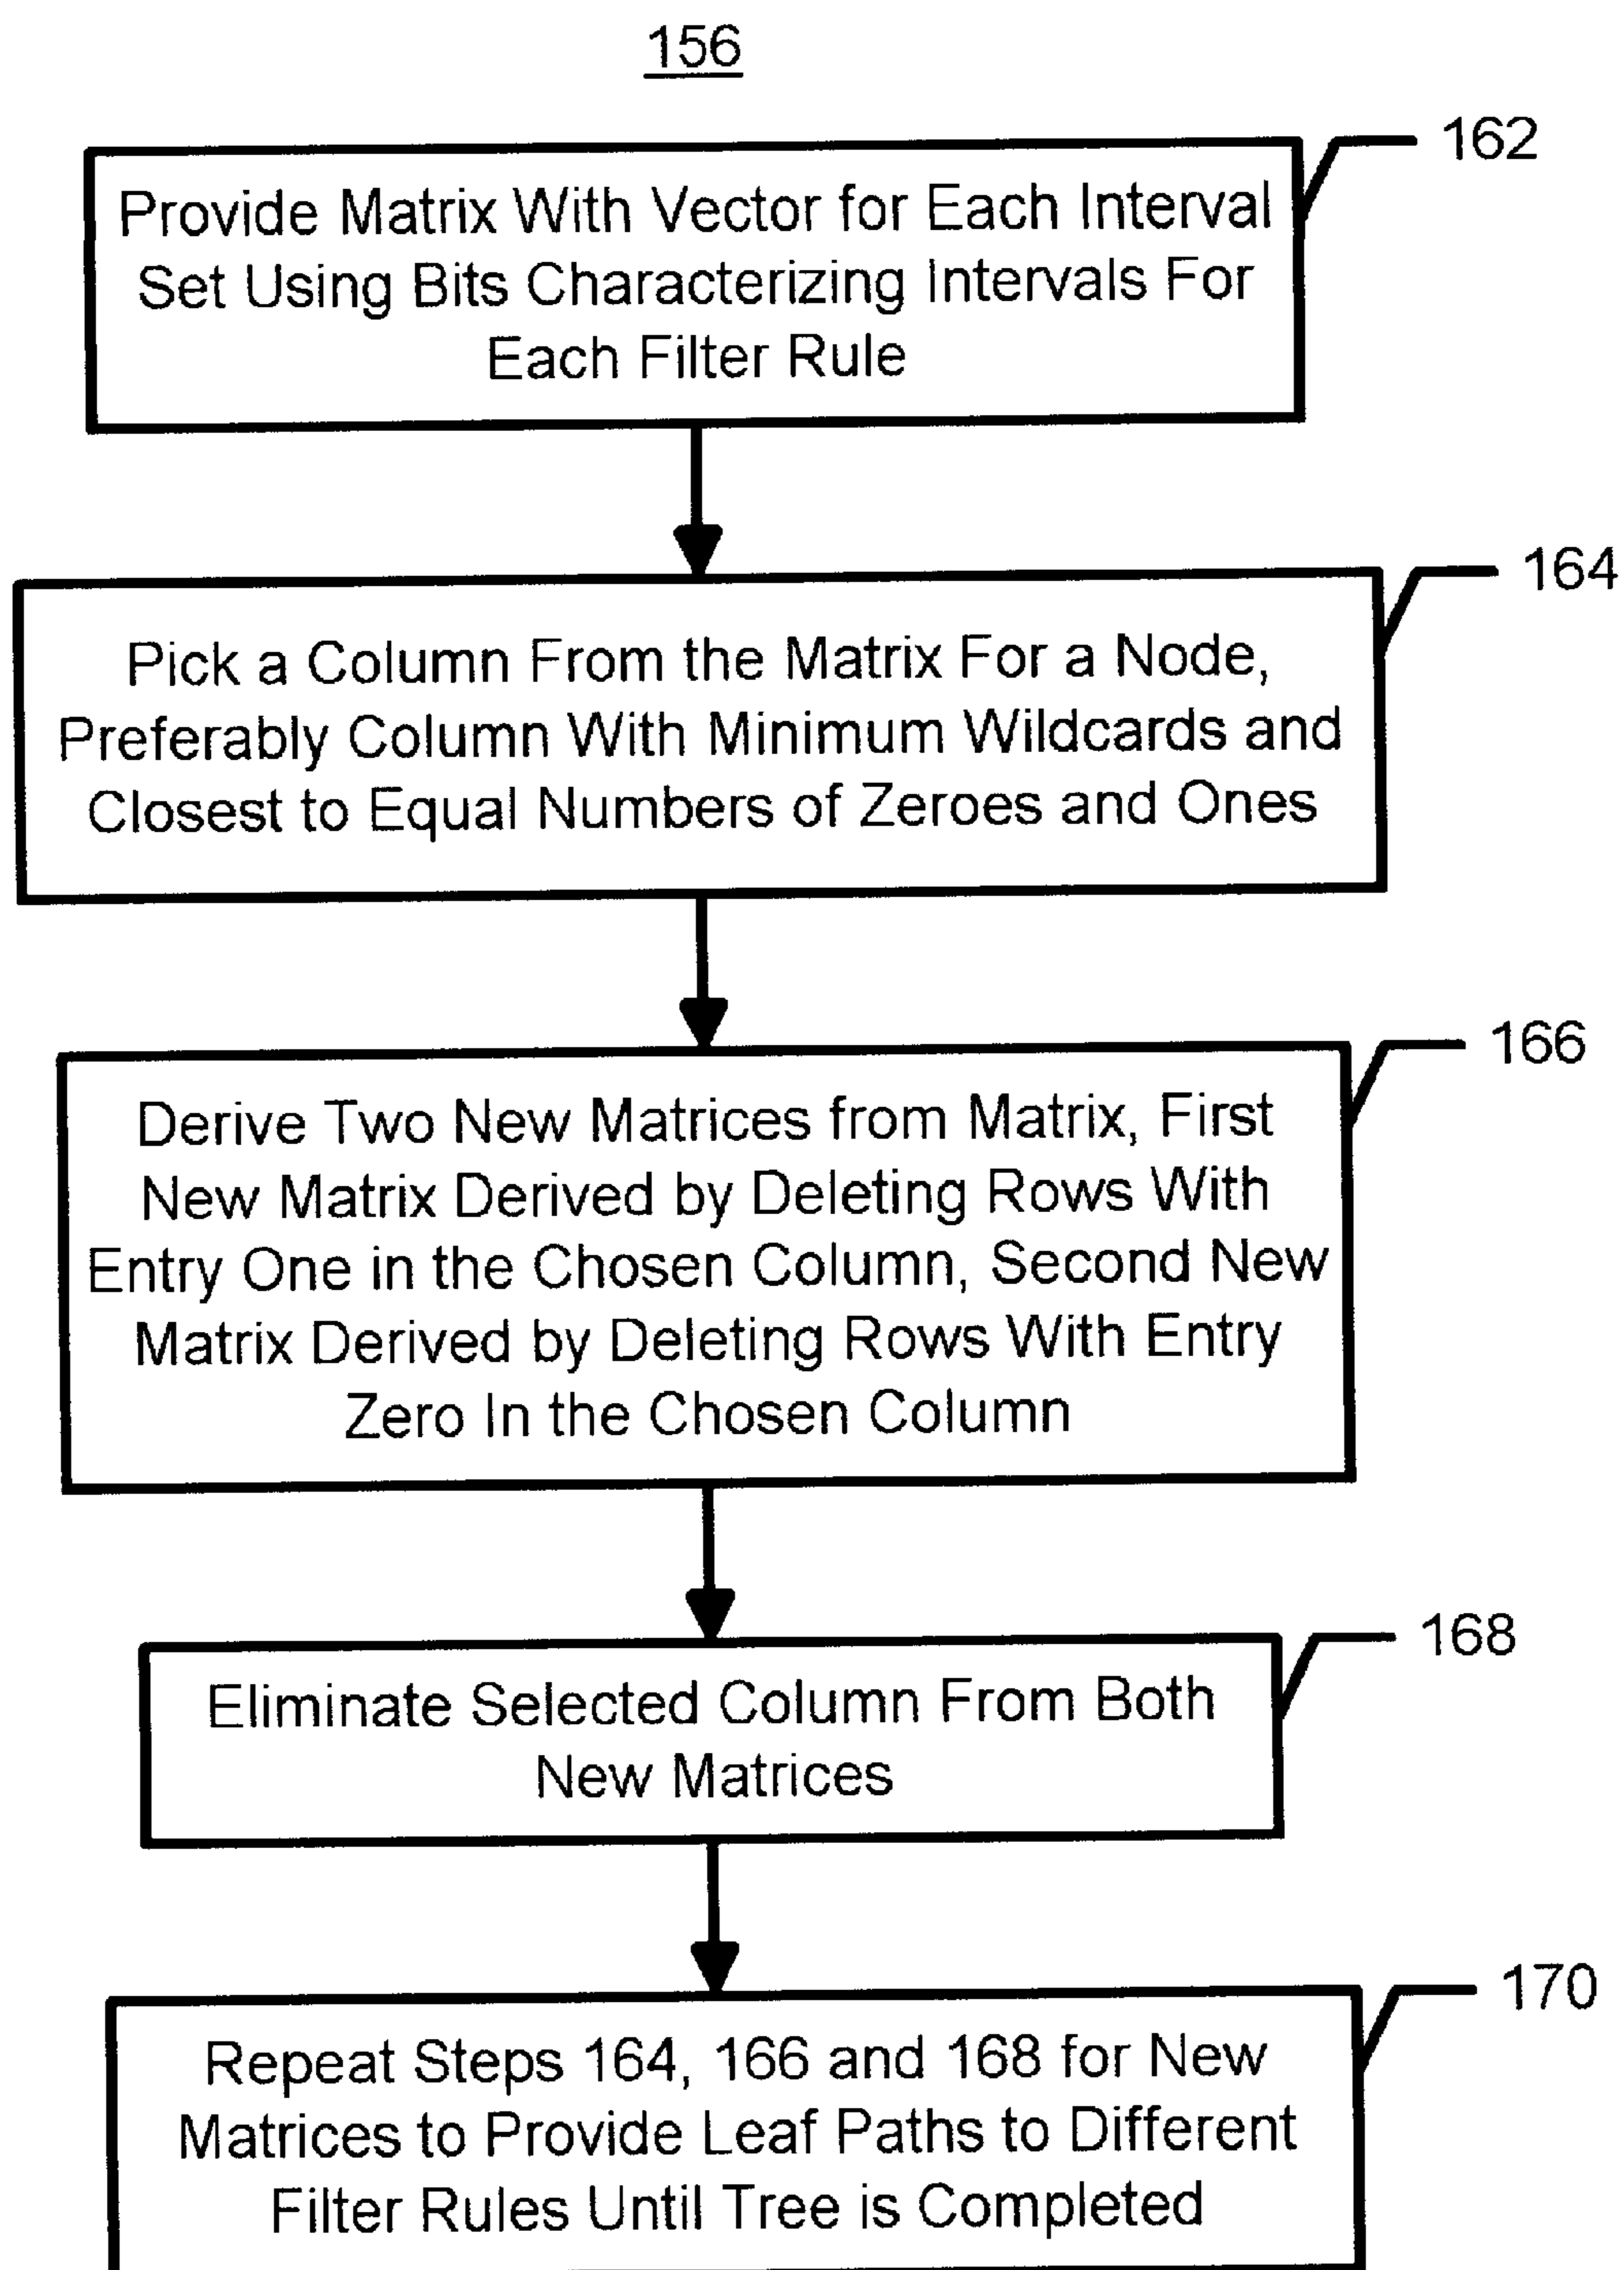 156
162
Provide Matrix With Vector for Each Interval
Set Using Bits Characterizing Intervals For
Each Filter Rule
164
Pick a Column From the Matrix For a Node,
Preferably Column With Minimum Wildcards and
Closest to Equal Numbers of Zeroes and Ones
166
Derive Two New Matrices from Matrix, First
New Matrix Derived by Deleting Rows With
Entry One in the Chosen Column, Second New
Matrix Derived by Deleting Rows With Entry
Zero In the Chosen Column
168
Eliminate Selected Column From Both
New Matrices
170
Repeat Steps 164, 166 and 168 for New
Matrices to Provide Leaf Paths to Different
Filter Rules Until Tree is Completed